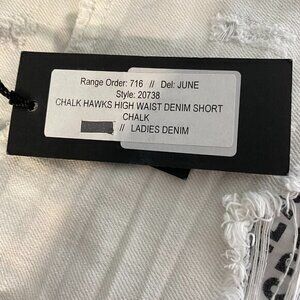 Range Order: 716 // Del: JUNE
Style: 20738
CHALK HAWKS HIGH WAIST DENIM SHORT
CHALK
// LADIES DENIM